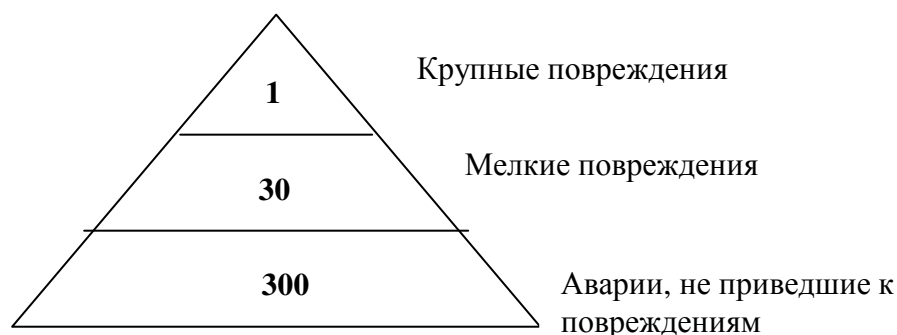 Крупные повреждения
1
Мелкие повреждения
30
300
Аварии, не приведшие к
повреждениям